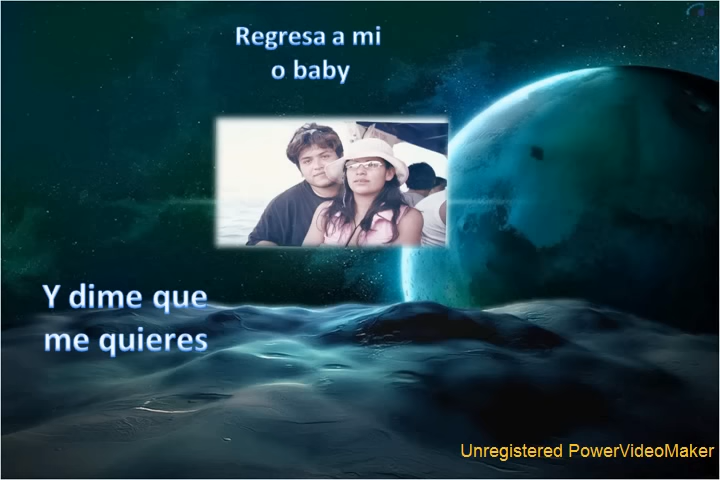 Regresa a mi
o baby
Y dime que
me quieres
Unregistered PowerVideoMaker